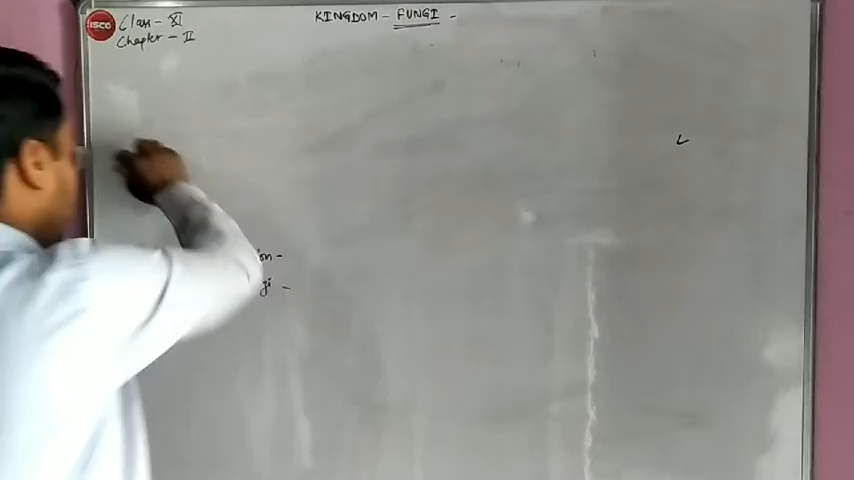 ISCO
Class - XI
Chapter - II
KINGDOM - FUNGI -